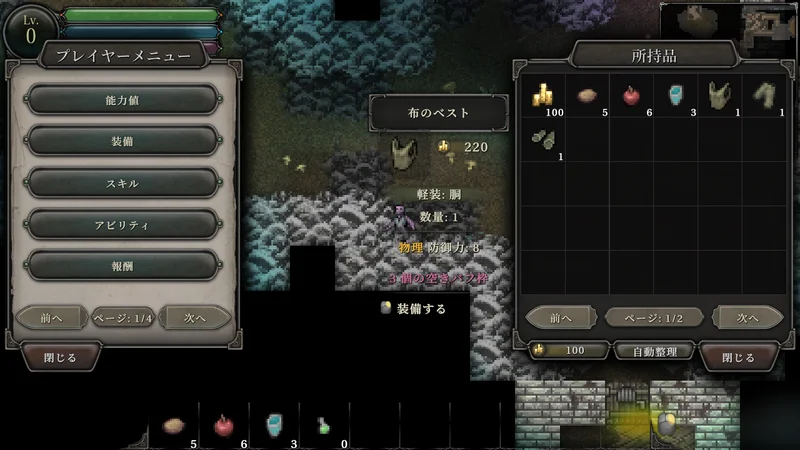 Lv.
0
プレイヤーメニュー
能力値
装備
スキル
アビリティ
報酬
前へ
ページ: 1/4
次へ
閉じる
布のベスト
220
軽装: 胴
数量: 1
物理 防御力: 8
3 個の空きバフ枠
装備する
所持品
100
5
6
3
1
1
1
前へ
ページ: 1/2
次へ
100
自動整理
閉じる
5
6
3
0